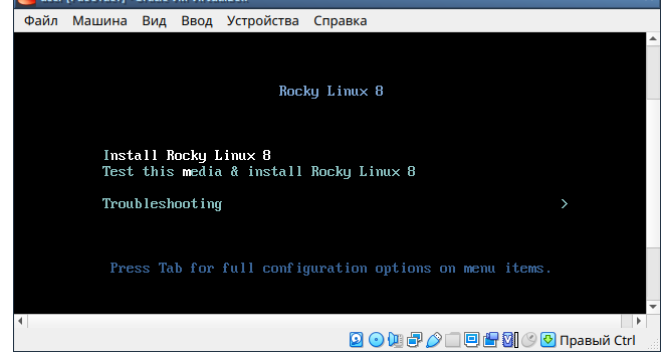 Файл Машина Вид Ввод Устройства Справка
Rocky Linux 8
Install Rocky Linux 8
Test this media & install Rocky Linux 8
Troubleshooting >
Press Tab for full configuration options on menu items.
Правый Ctrl